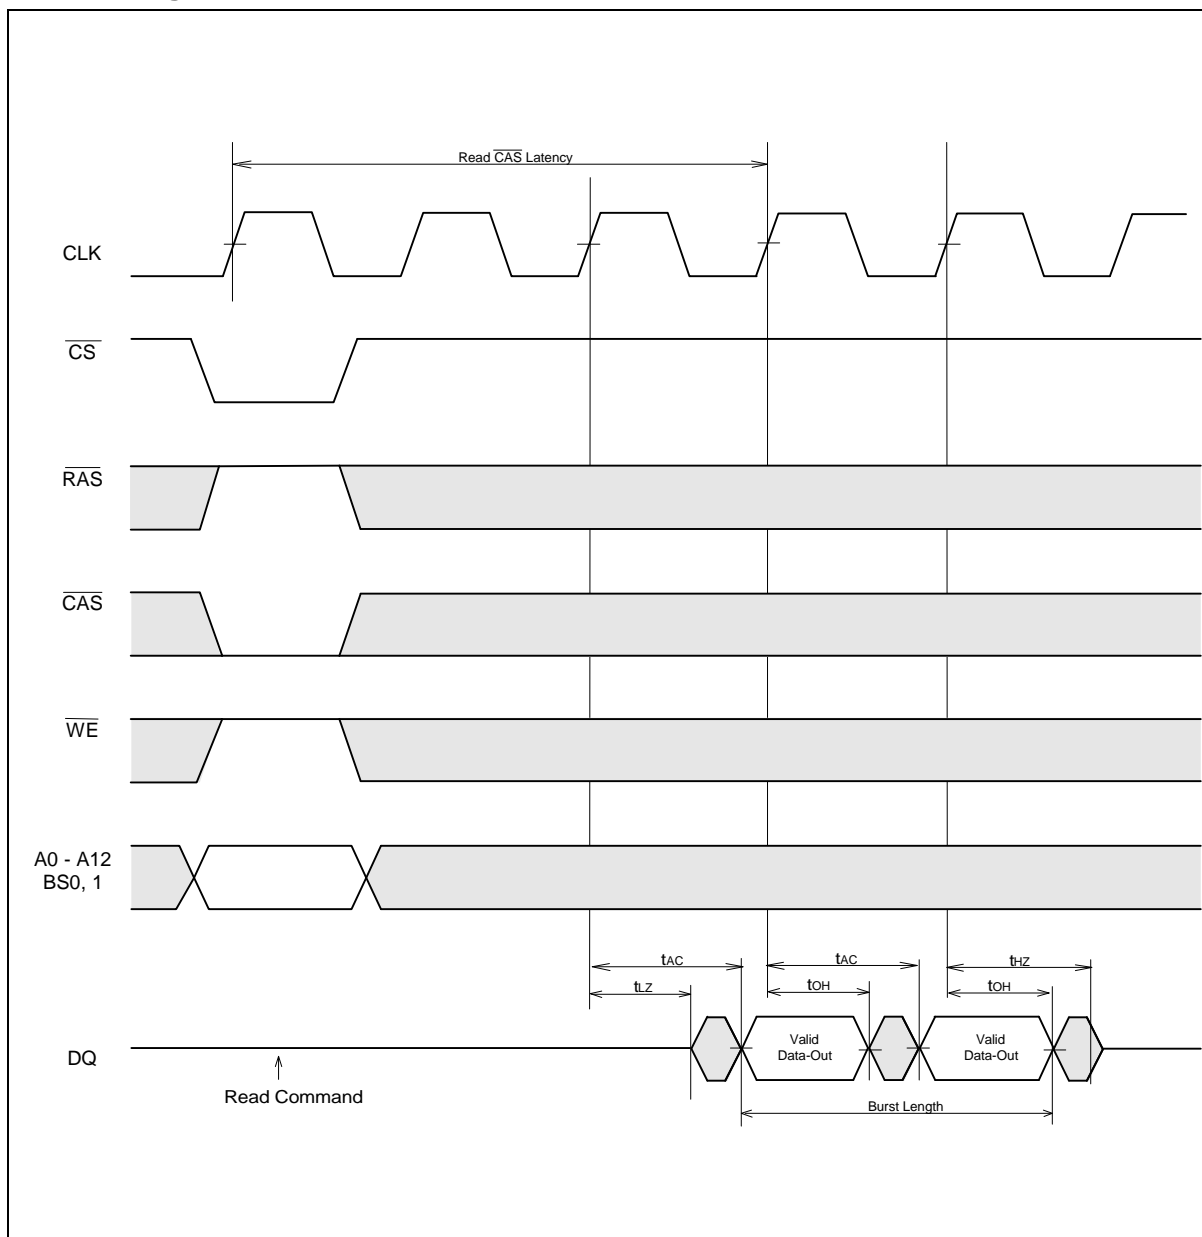 Read CAS Latency
CLK
CS
RAS
CAS
WE
A0 - A12
BS0, 1
tAC
tAC
tHZ
tLZ
tOH
tOH
Valid
Data-Out
Valid
Data-Out
DQ
Read Command
Burst Length